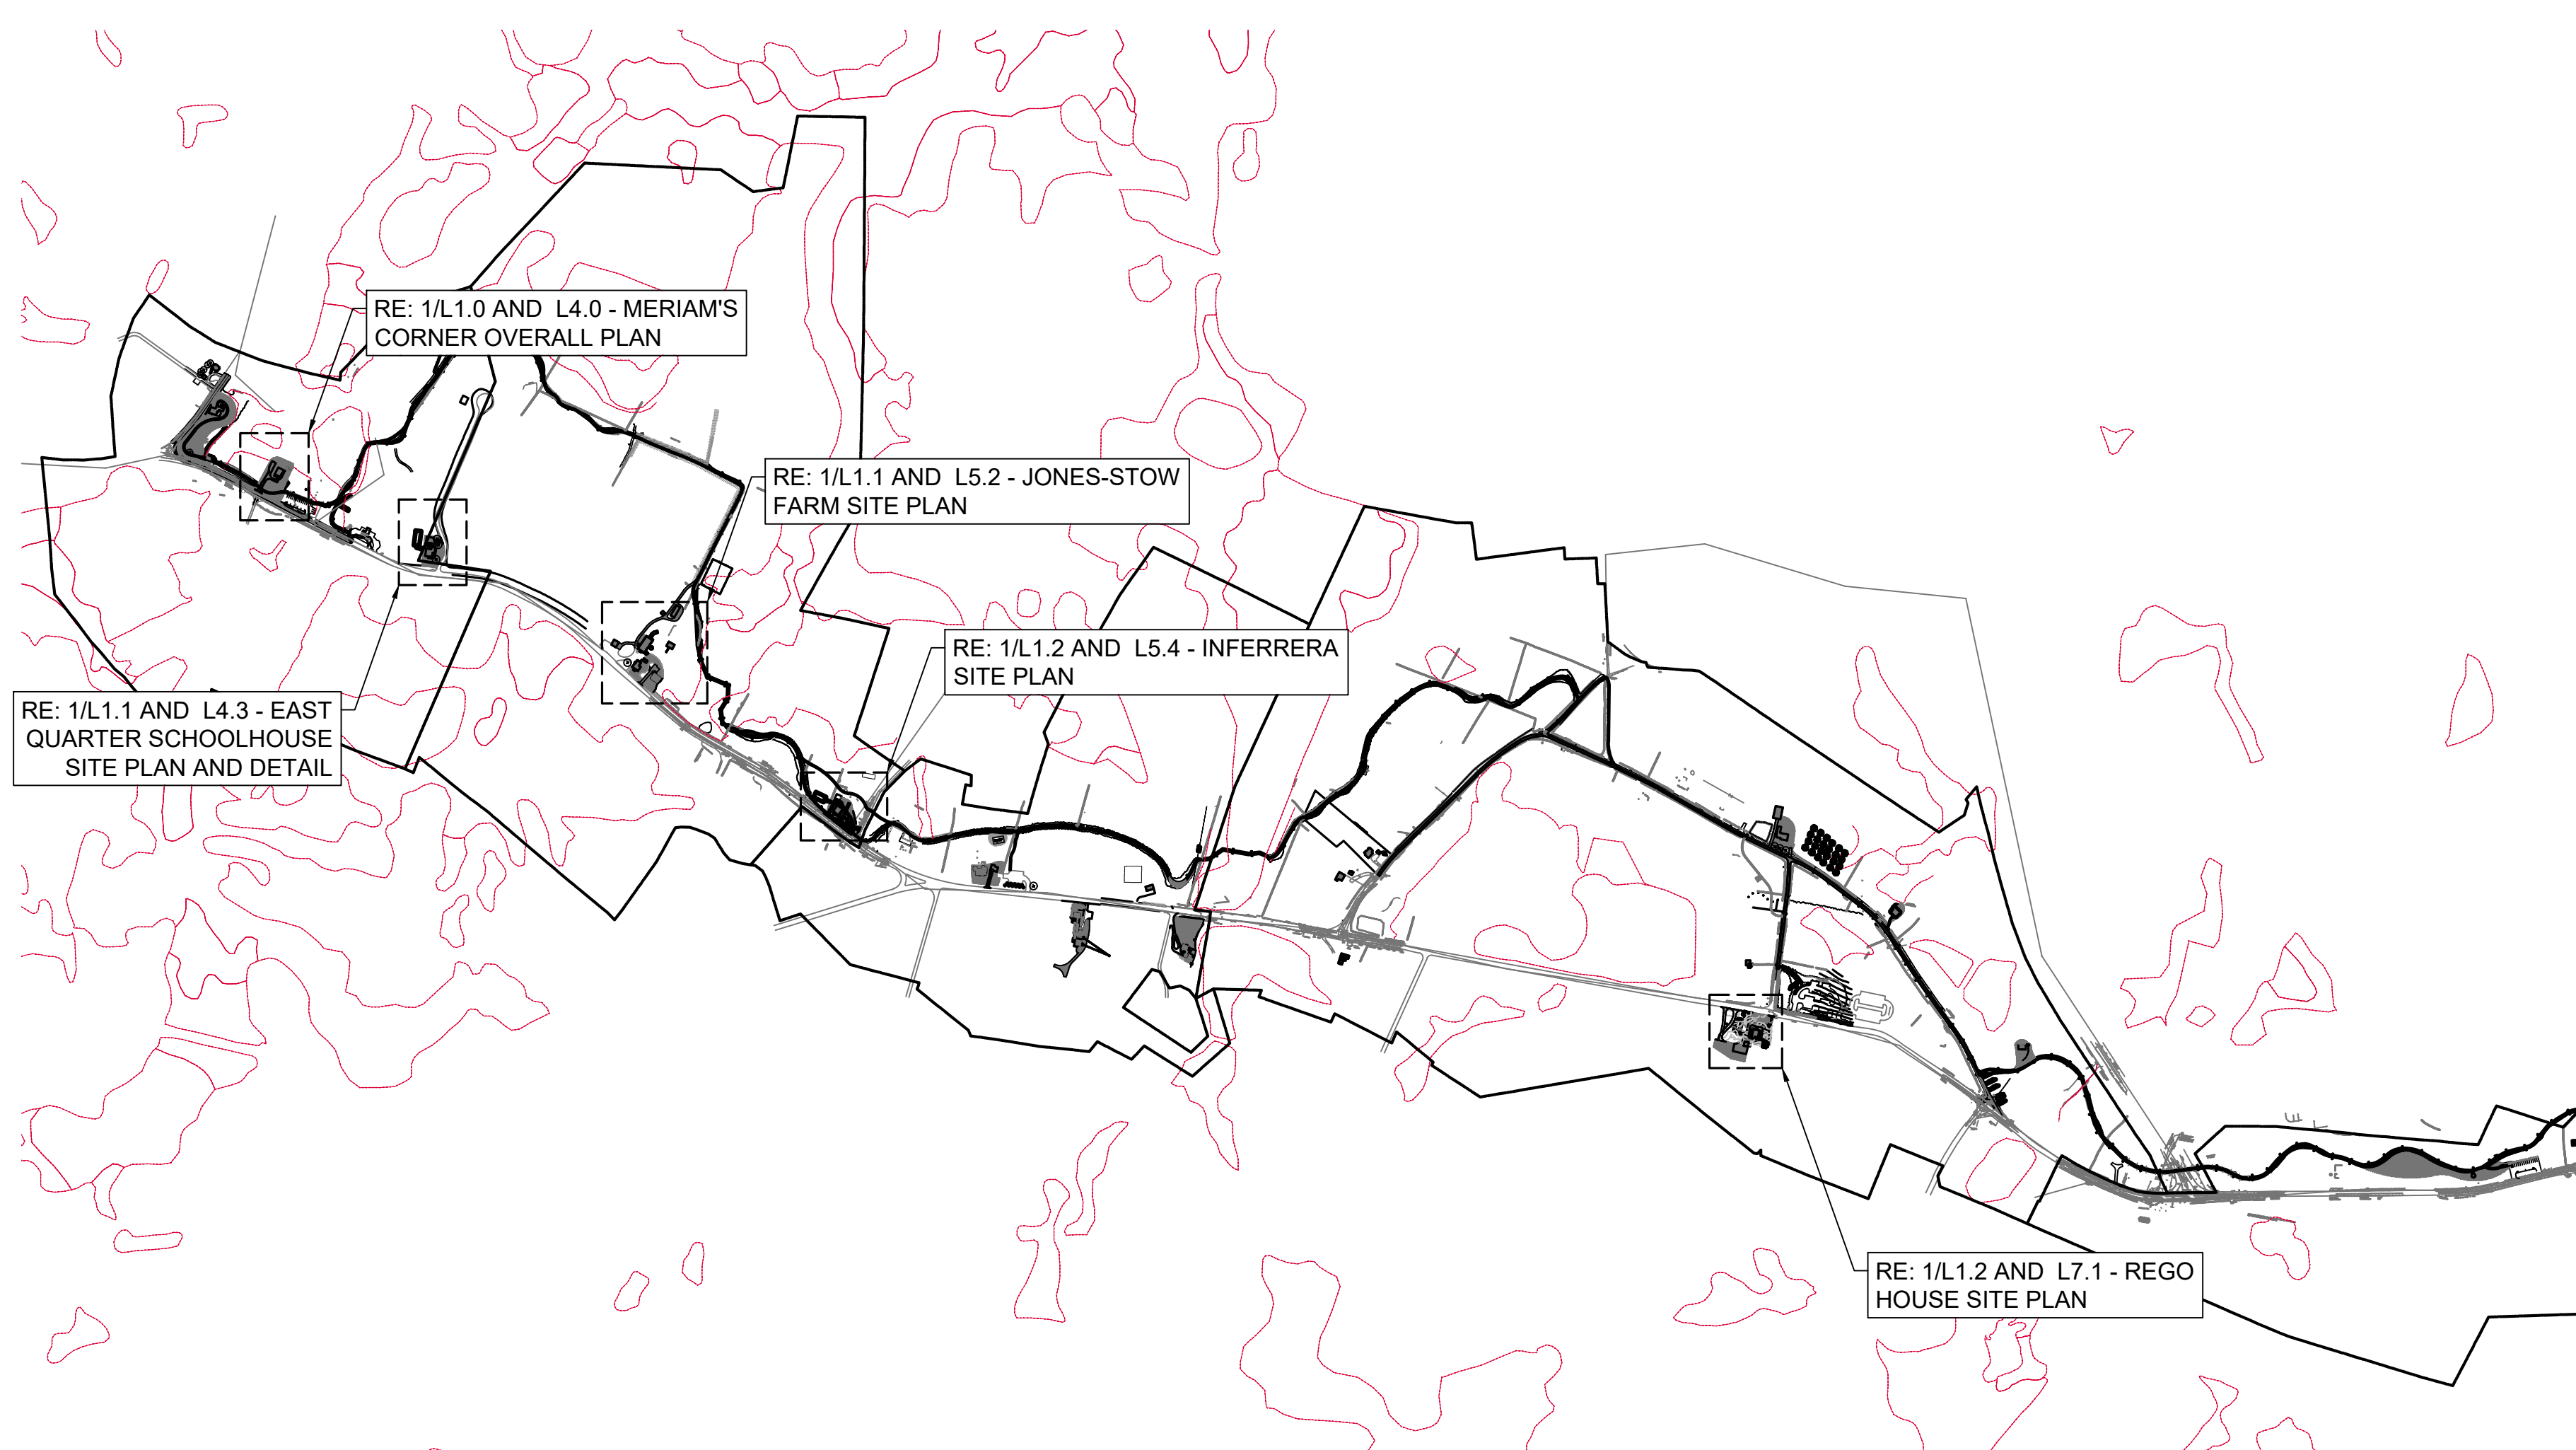 RE: 1/L1.0 AND L4.0 - MERIAM'S
CORNER OVERALL PLAN
RE: 1/L1.1 AND L5.2 - JONES-STOW
FARM SITE PLAN
RE: 1/L1.2 AND L5.4 - INFERRERA
SITE PLAN
RE: 1/L1.1 AND L4.3 - EAST
QUARTER SCHOOLHOUSE
SITE PLAN AND DETAIL
RE: 1/L1.2 AND L7.1 - REGO
HOUSE SITE PLAN